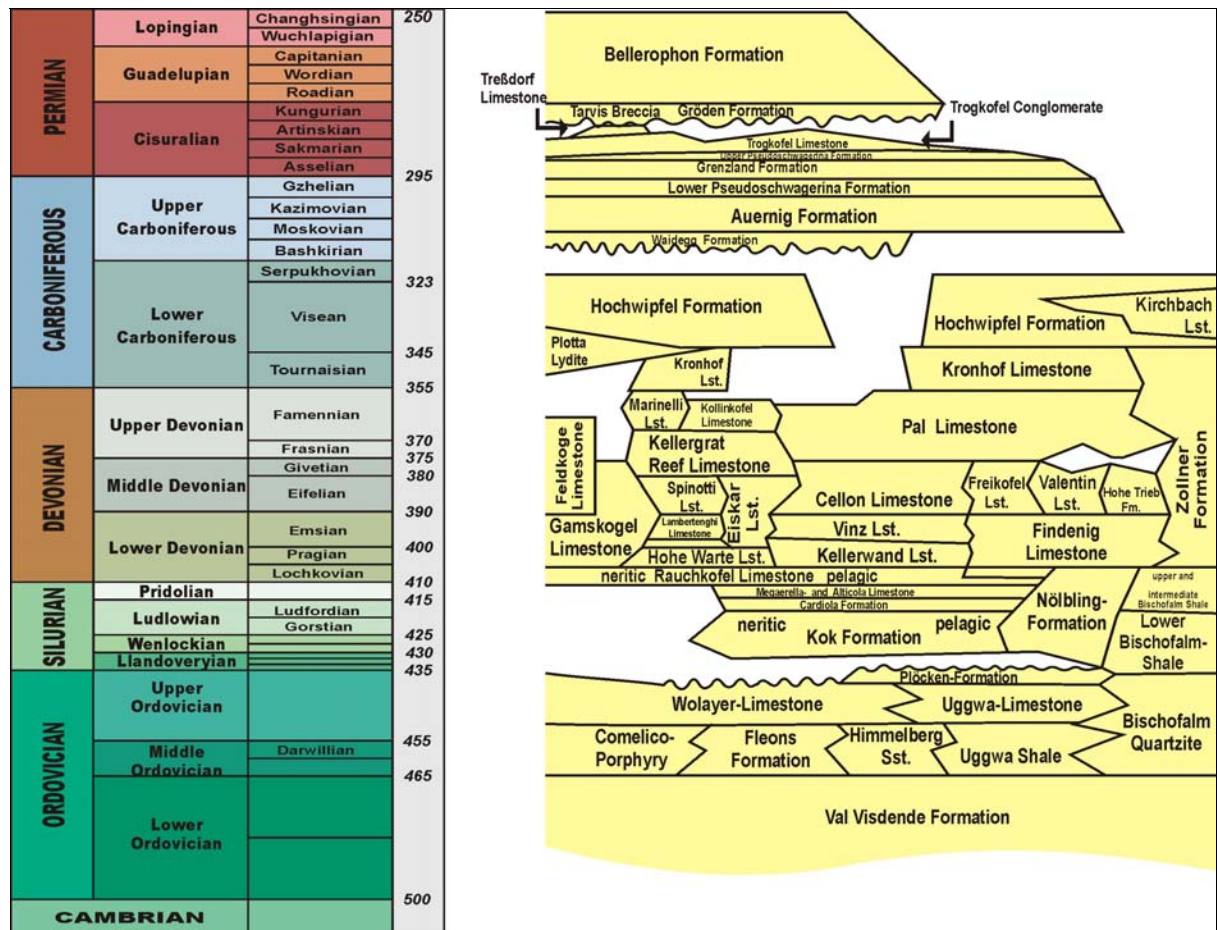 PERMIAN
CARBONIFEROUS
DEVONIAN
SILURIAN
ORDOVICIAN
CAMBRIAN
Lopingian
Guadelupian
Cisuralian
Upper
Carboniferous
Lower
Carboniferous
Upper Devonian
Middle Devonian
Lower Devonian
Pridolian
Ludlowian
Wenlockian
Llandoveryian
Upper
Ordovician
Middle
Ordovician
Lower
Ordovician
Changhsingian
Wuchlapigian
Capitanian
Wordian
Roadian
Kungurian
Artinskian
Sakmarian
Asselian
Gzhelian
Kazimovian
Moskovian
Bashkirian
Serpukhovian
Visean
Tournaisian
Famennian
Frasnian
Givetian
Eifelian
Emsian
Pragian
Lochkovian
Ludfordian
Gorstian
Darwillian
250
295
323
345
355
370
375
380
390
400
410
415
425
430
435
455
465
500
Bellerophon Formation
Treßdorf
Limestone
Tarvis Breccia
Gröden Formation
Trogkofel Conglomerate
Trogkofel Limestone
Upper Pseudoschwagerina Formation
Grenzland Formation
Lower Pseudoschwagerina Formation
Auernig Formation
Waidegg Formation
Hochwipfel Formation
Hochwipfel Formation
Kirchbach
Lst.
Plotta
Lydite
Kronhof
Lst.
Kronhof Limestone
Marinelli
Lst.
Kollinkofel
Limestone
Pal Limestone
Feldkoge
Limestone
Kellergrat
Reef Limestone
Zollner
Formation
Spinotti
Lst.
Eiskar
Lst.
Cellon Limestone
Freikofel
Lst.
Valentin
Lst.
Hohe Trieb
Fm.
Gamskogel
Limestone
Lambertenghi
Limestone
Vinz Lst.
Findenig
Limestone
Hohe Warte Lst.
Kellerwand Lst.
neritic Rauchkofel Limestone pelagic
Megaerella- and Alticola Limestone
Cardiola Formation
neritic
pelagic
Kok Formation
Nölbling-
Formation
upper and
intermediate Bischofalm Shale
Lower
Bischofalm-
Shale
Plöcken-Formation
Wolayer-Limestone
Uggwa-Limestone
Bischofalm
Quartzite
Comelico-
Porphyry
Fleons
Formation
Himmelberg
Sst.
Uggwa Shale
Val Visdende Formation